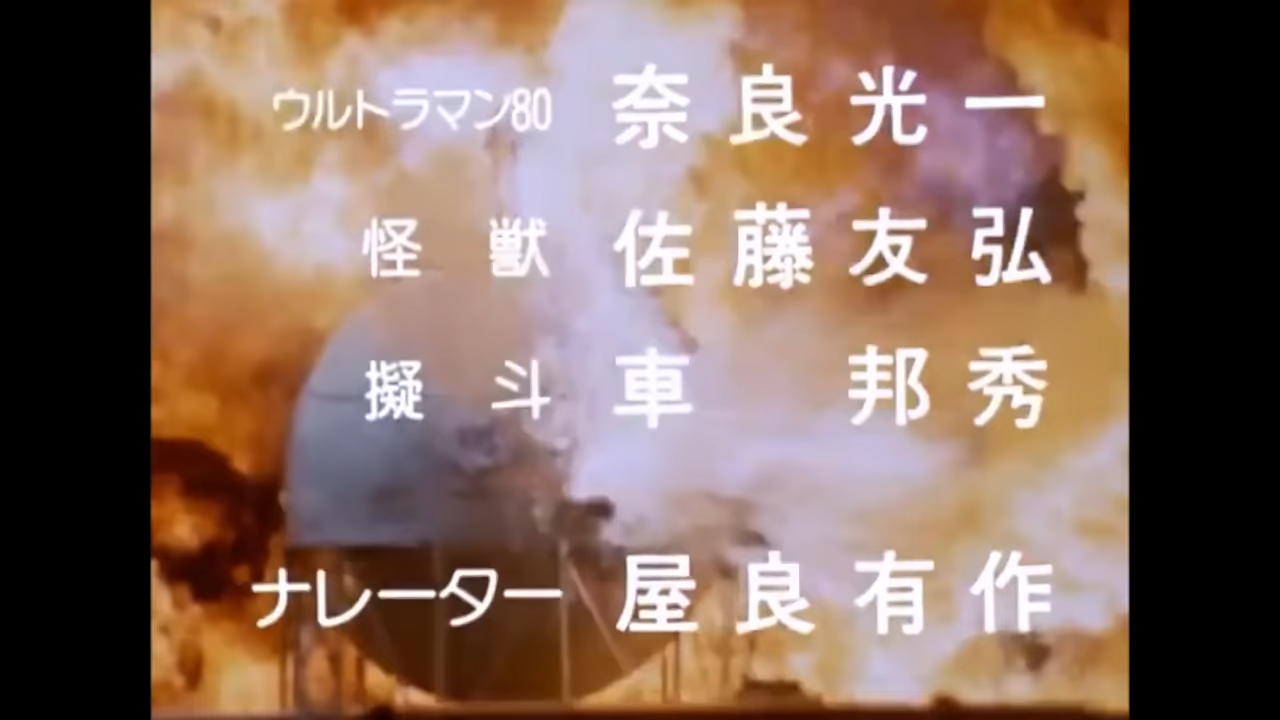 ウルトラマン80 奈良光一
怪獣 佐藤友弘
擬斗 車 邦秀
ナレーター 屋良有作